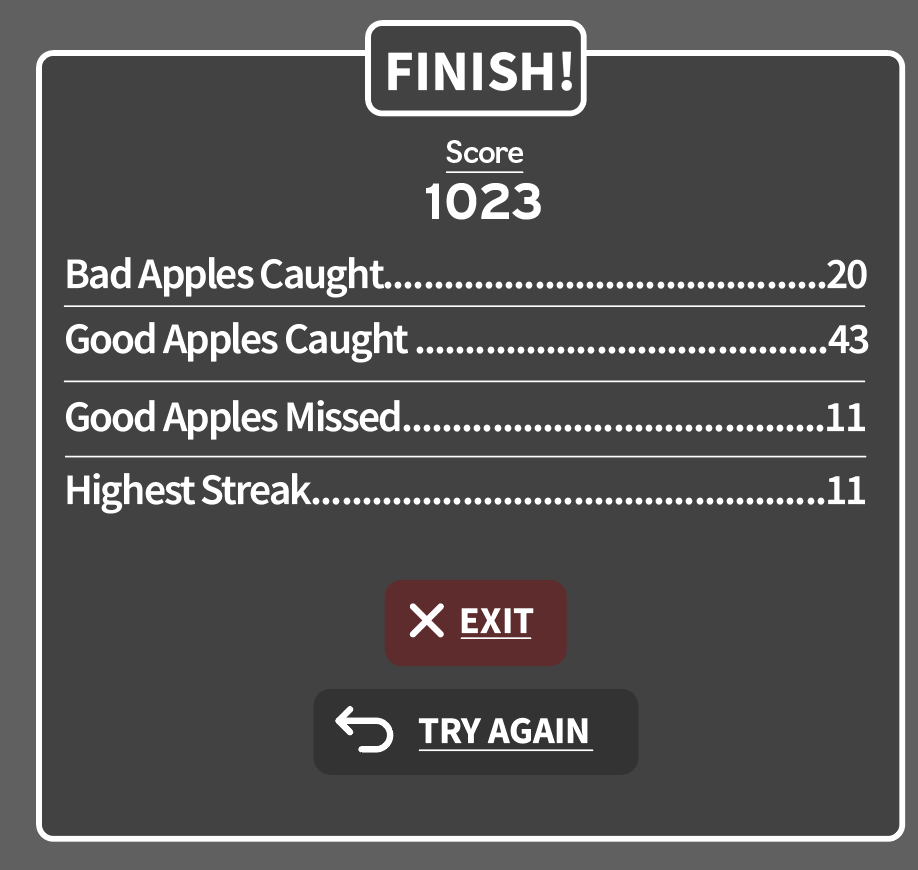 FINISH!
Score
1023
Bad Apples Caught............................................20
Good Apples Caught .........................................43
Good Apples Missed..........................................11
Highest Streak...................................................11
EXIT
TRY AGAIN